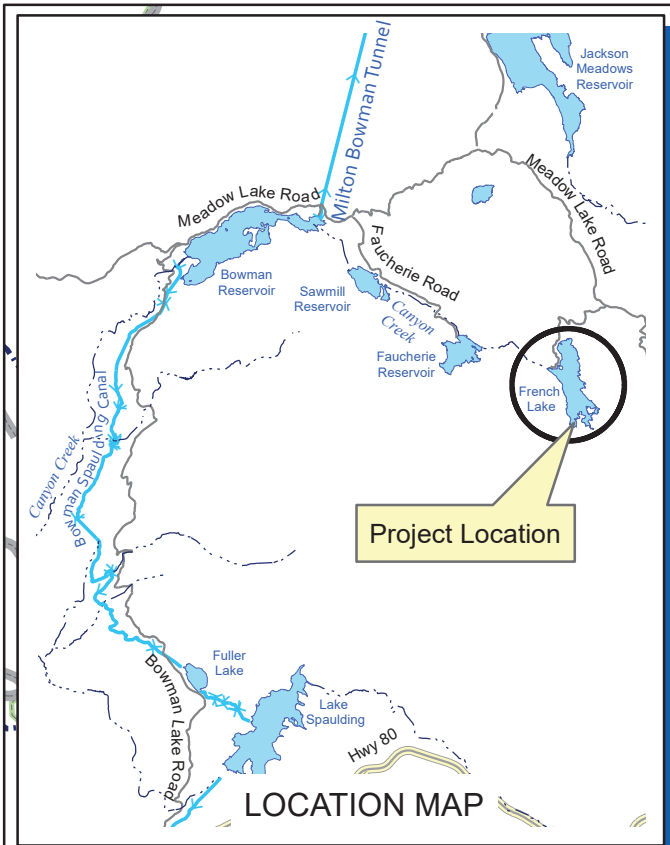 Jackson
Meadows
Reservoir
Milton Bowman Tunnel
Meadow Lake Road
Meadow Lake Road
Faucherie Road
Bowman
Reservoir
Sawmill
Reservoir
Canyon
Creek
Faucherie
Reservoir
French
Lake
Bowman Spaulding Canal
Canyon Creek
Project Location
Fuller
Lake
Bowman Lake Road
Lake
Spaulding
Hwy 80
LOCATION MAP